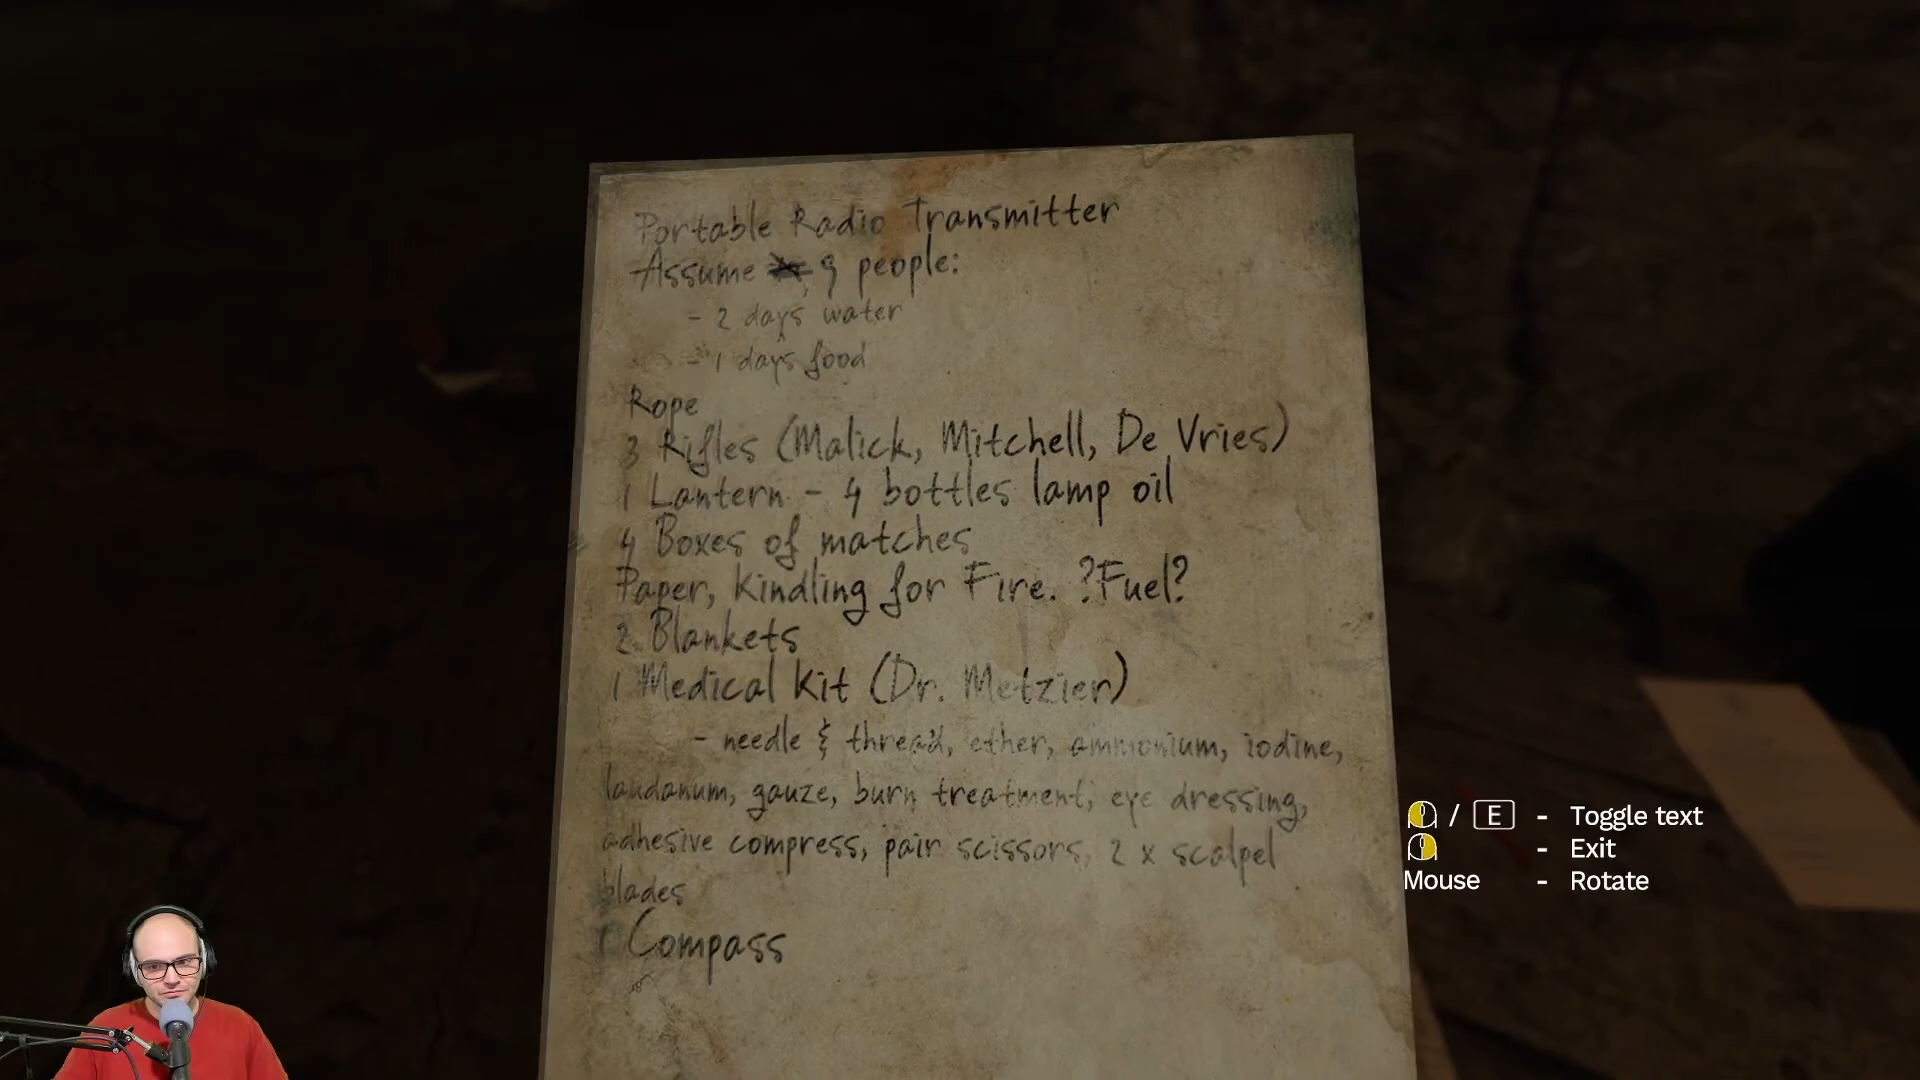 Portable Radio Transmitter
Assume 9 people:
- 2 days water
- 1 days food
Rope
3 Rifles (Malick, Mitchell, De Vries)
1 Lantern - 4 bottles lamp oil
4 Boxes of matches
Paper, kindling for Fire. ?Fuel?
2 Blankets
1 Medical kit (Dr. Metzier)
- needle & thread, ether, ammonium, iodine,
laudanum, gauze, burn treatment, eye dressing,
adhesive compress, pair scissors, 2 x scalpel
blades
1 Compass
/ E - Toggle text
- Exit
Mouse - Rotate